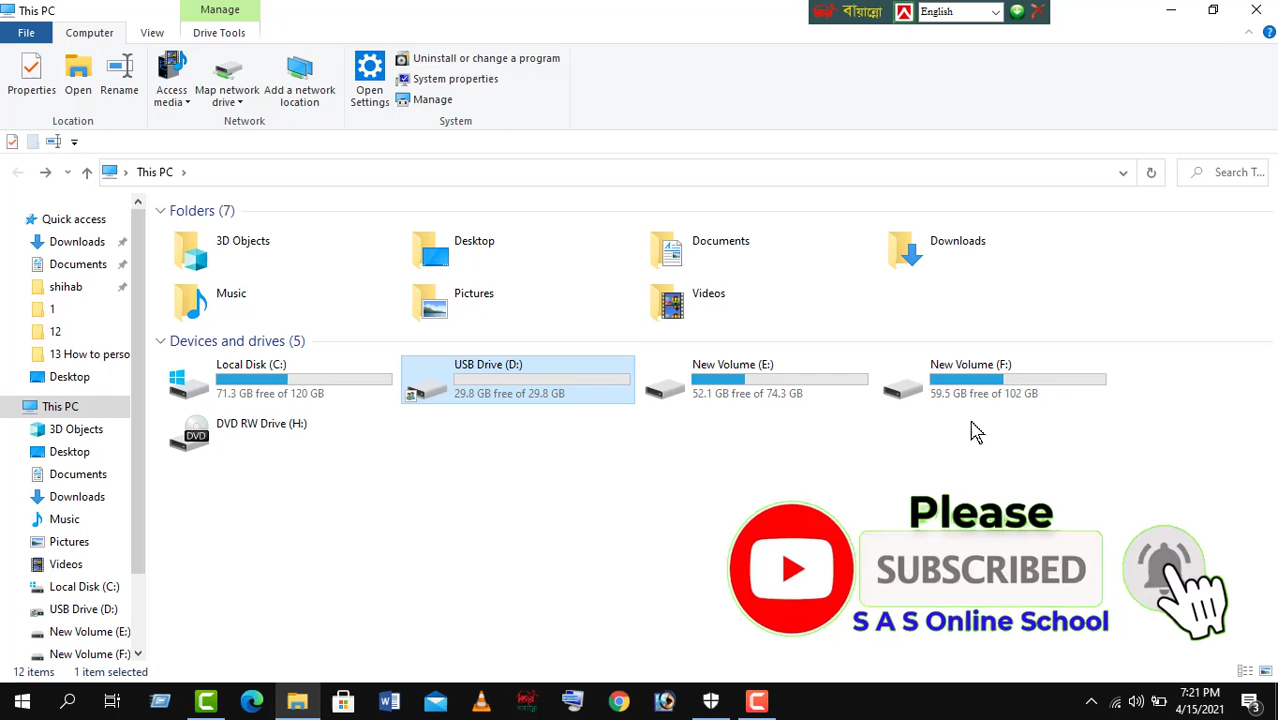 This PC
Manage
বায়ান্নো
English
File
Computer
View
Drive Tools
Properties
Open
Rename
Access media
Map network drive
Add a network location
Open Settings
Uninstall or change a program
System properties
Manage
Location
Network
System
This PC
Search T...
Quick access
Downloads
Documents
shihab
1
12
13 How to perso
Desktop
This PC
3D Objects
Desktop
Documents
Downloads
Music
Pictures
Videos
Local Disk (C:)
USB Drive (D:)
New Volume (E:)
New Volume (F:)
Folders (7)
3D Objects
Desktop
Documents
Downloads
Music
Pictures
Videos
Devices and drives (5)
Local Disk (C:)
71.3 GB free of 120 GB
USB Drive (D:)
29.8 GB free of 29.8 GB
New Volume (E:)
52.1 GB free of 74.3 GB
New Volume (F:)
59.5 GB free of 102 GB
DVD
DVD RW Drive (H:)
Please
SUBSCRIBED
S A S Online School
12 items
1 item selected
7:21 PM
4/15/2021
3